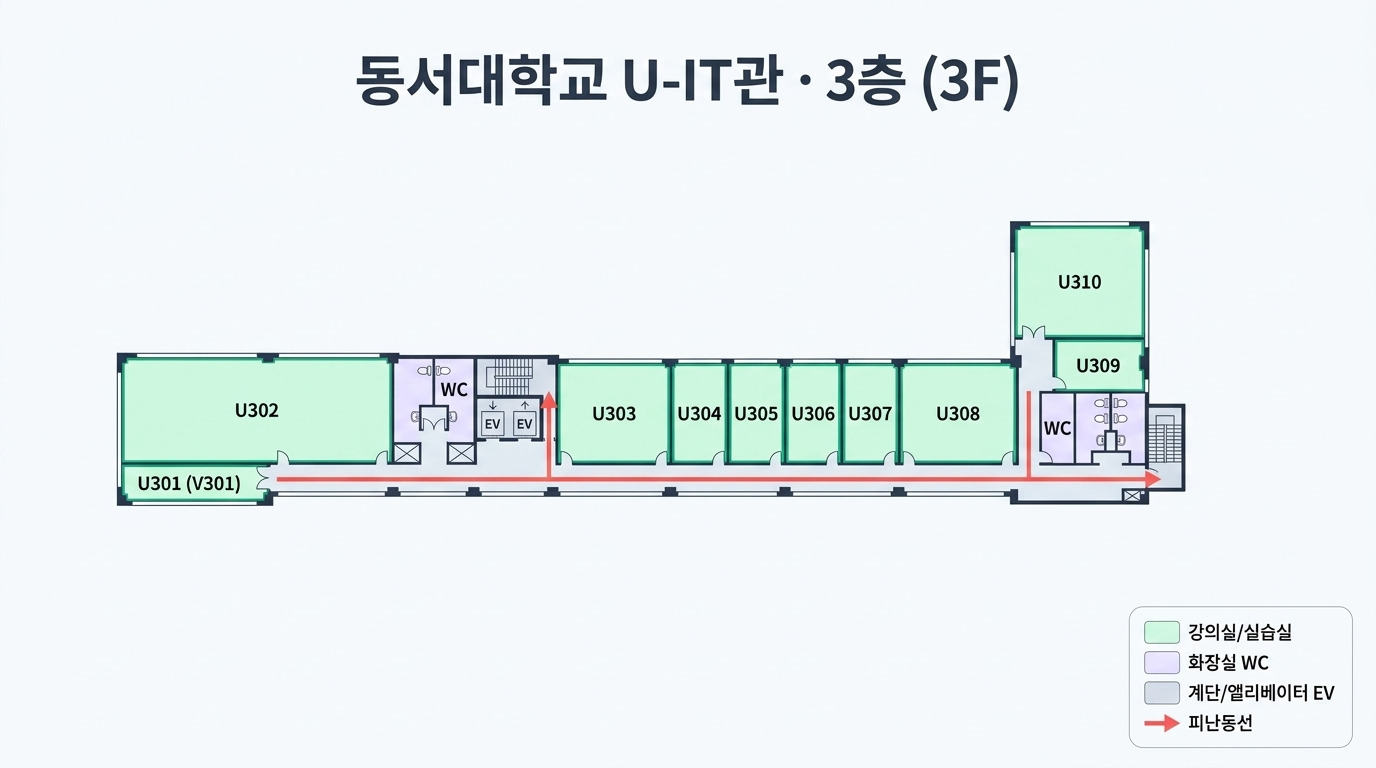 동서대학교 U-IT관 · 3층 (3F)
U310
U309
U302
WC
EV
EV
U303
U304
U305
U306
U307
U308
WC
U301 (V301)
강의실/실습실
화장실 WC
계단/앨리베이터 EV
피난동선